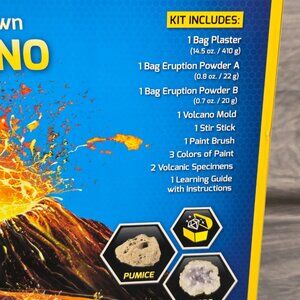 wn
NO
KIT INCLUDES:
1 Bag Plaster
(14.5 oz. / 410 g)
1 Bag Eruption Powder A
(0.8 oz. / 22 g)
1 Bag Eruption Powder B
(0.7 oz. / 20 g)
1 Volcano Mold
1 Stir Stick
1 Paint Brush
3 Colors of Paint
2 Volcanic Specimens
1 Learning Guide
with Instructions
PUMICE